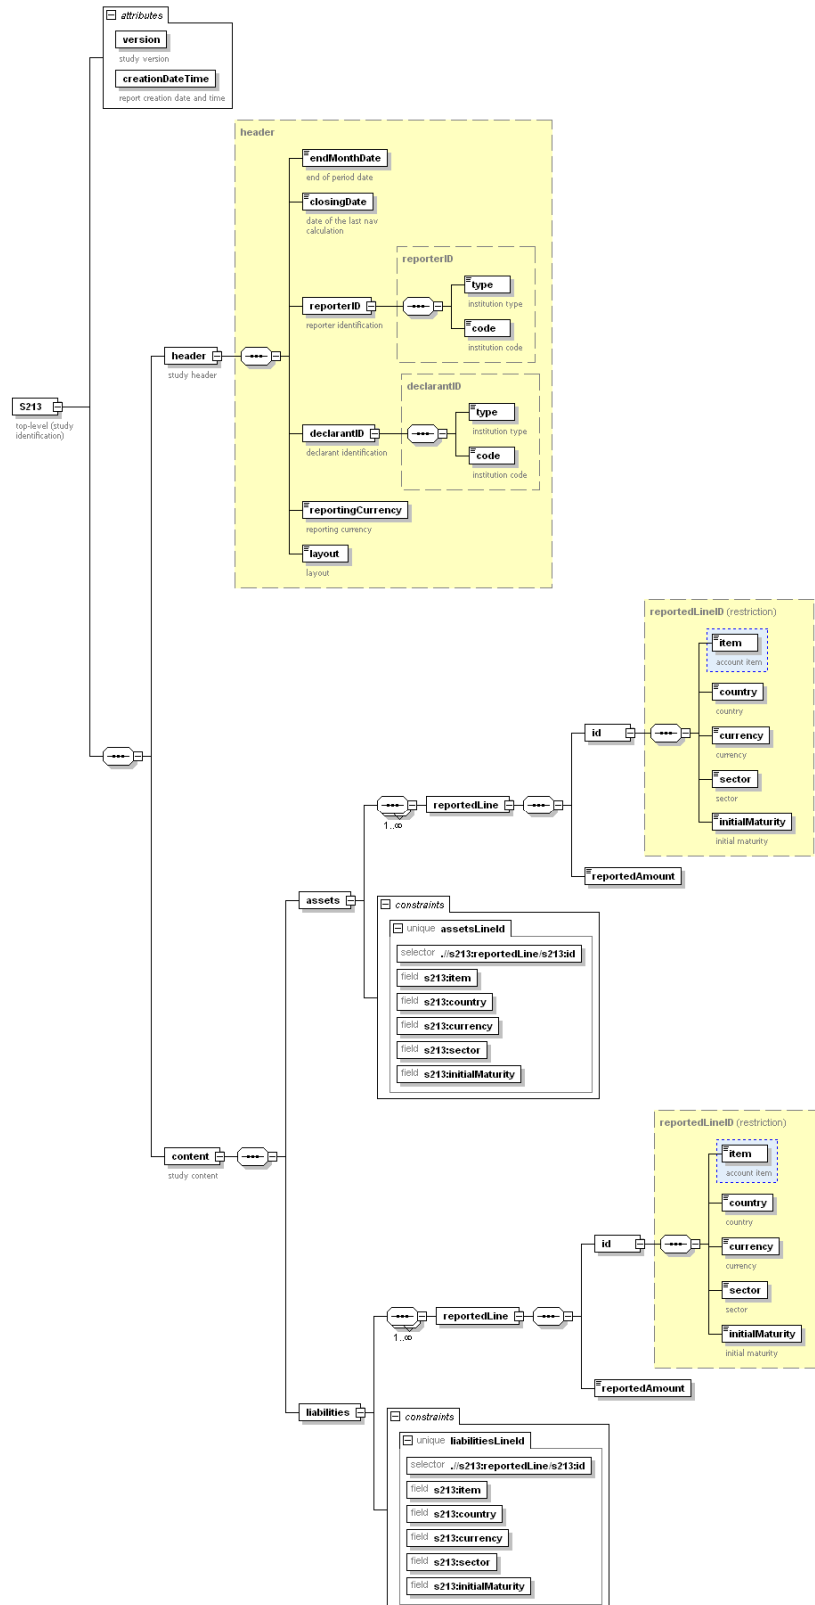 attributes
version
study version
creationDateTime
report creation date and time
header
endMonthDate
end of period date
closingDate
date of the last nav
calculation
reporterID
reporterID
reporter identification
type
institution type
code
institution code
header
study header
S213
top-level (study
identification)
declarantID
declarantID
declarant identification
type
institution type
code
institution code
reportingCurrency
reporting currency
layout
layout
reportedLineID (restriction)
item
account item
country
country
id
currency
currency
sector
sector
initialMaturity
initial maturity
reportedLine
1..∞
reportedAmount
assets
constraints
unique assetsLineId
selector .//s213:reportedLine/s213:id
field s213:item
field s213:country
field s213:currency
field s213:sector
field s213:initialMaturity
content
study content
reportedLineID (restriction)
item
account item
country
country
id
currency
currency
sector
sector
initialMaturity
initial maturity
reportedLine
1..∞
reportedAmount
liabilities
constraints
unique liabilitiesLineId
selector .//s213:reportedLine/s213:id
field s213:item
field s213:country
field s213:currency
field s213:sector
field s213:initialMaturity